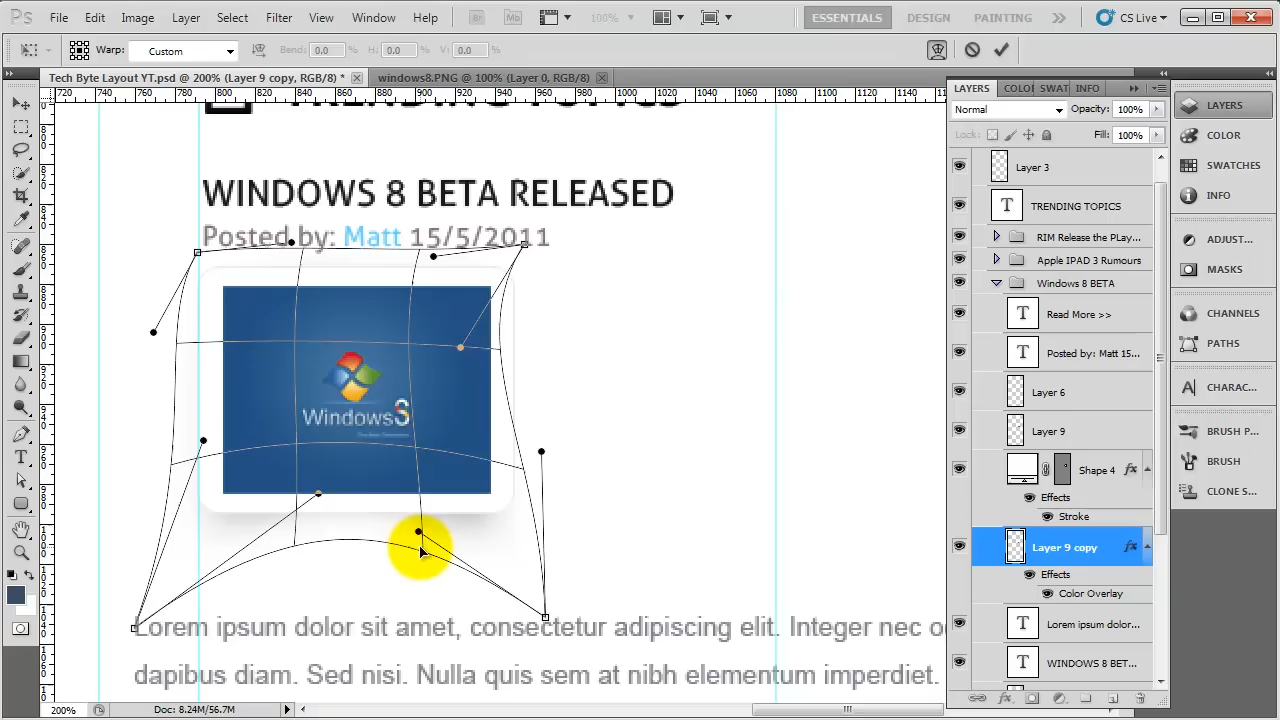 Ps File Edit Image Layer Select Filter View Window Help Br Mb 100% ESSENTIALS DESIGN PAINTING CS Live
Warp: Custom Bend: 0.0 % H: 0.0 % V: 0.0 %
Tech Byte Layout YT.psd @ 200% (Layer 9 copy, RGB/8) * windows8.PNG @ 100% (Layer 0, RGB/8)
720 740 760 780 800 820 840 860 880 900 920 940 960 980 1000 1020 1040 1060 1080 1100 1120 1140
WINDOWS 8 BETA RELEASED
Posted by: Matt 15/5/2011
Windows8
Lorem ipsum dolor sit amet, consectetur adipiscing elit. Integer nec
dapibus diam. Sed nisi. Nulla quis sem at nibh elementum imperdiet.
200% Doc: 8.24M/56.7M
LAYERS COLOI SWAT INFO
Normal Opacity: 100%
Lock: Fill: 100%
Layer 3
T TRENDING TOPICS
RIM Release the PLay...
Apple IPAD 3 Rumours
Windows 8 BETA
T Read More >>
T Posted by: Matt 15...
Layer 6
Layer 9
Shape 4 fx
Effects
Stroke
Layer 9 copy fx
Effects
Color Overlay
T Lorem ipsum dolor...
T WINDOWS 8 BET...
LAYERS
COLOR
SWATCHES
INFO
ADJUST...
MASKS
CHANNELS
PATHS
CHARAC...
BRUSH P...
BRUSH
CLONE S...